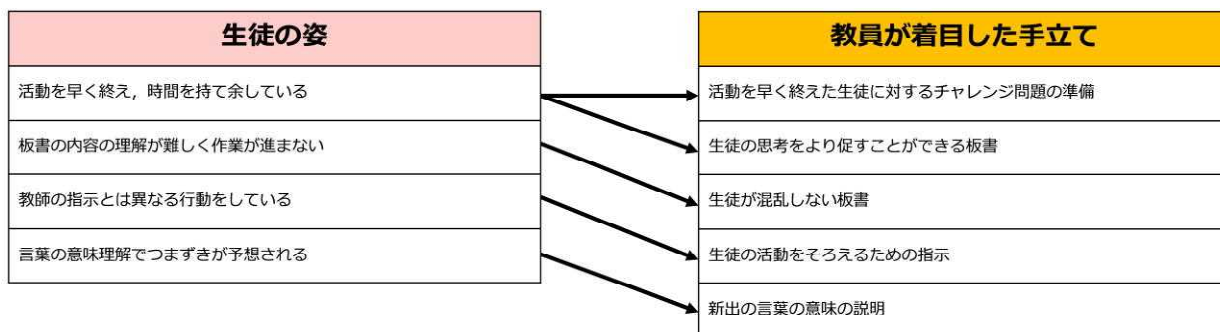 生徒の姿
活動を早く終え，時間を持て余している
板書の内容の理解が難しく作業が進まない
教師の指示とは異なる行動をしている
言葉の意味理解でつまずきが予想される
教員が着目した手立て
活動を早く終えた生徒に対するチャレンジ問題の準備
生徒の思考をより促すことができる板書
生徒が混乱しない板書
生徒の活動をそろえるための指示
新出の言葉の意味の説明